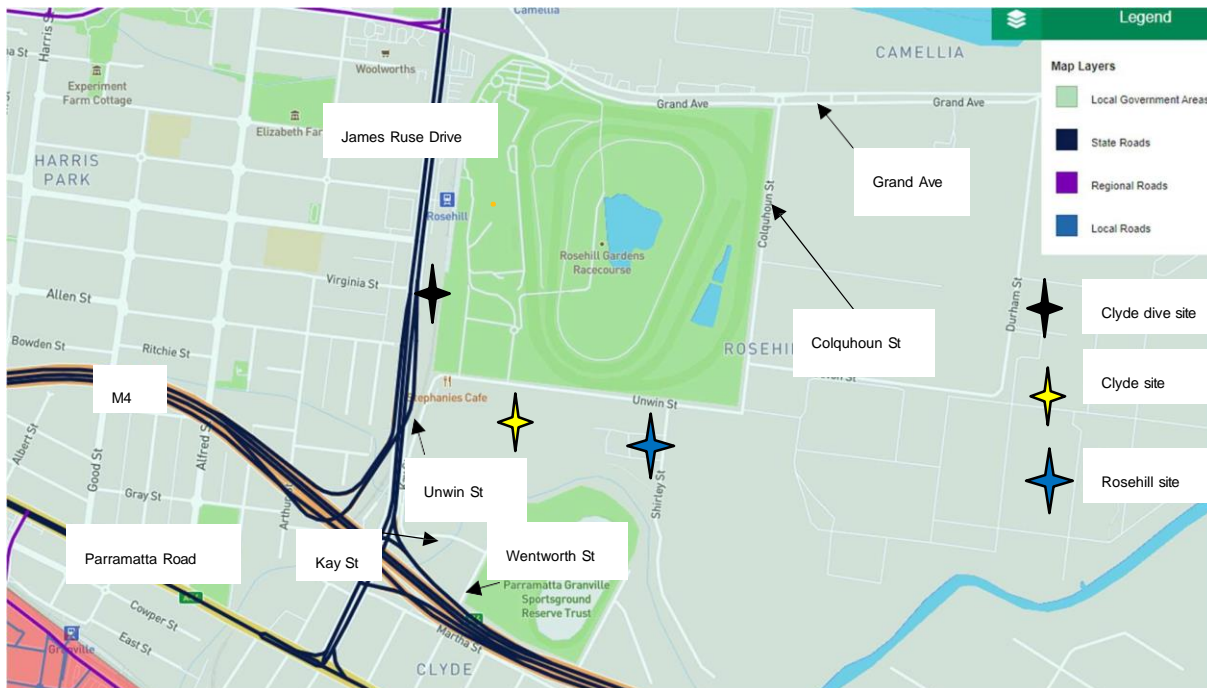 Harris St
Camellia
Legend
CAMELLIA
Map Layers
Local Government Areas
State Roads
Regional Roads
Local Roads
Woolworths
Experiment
Farm Cottage
Grand Ave
Grand Ave
Elizabeth Far
James Ruse Drive
HARRIS
PARK
Grand Ave
Rosehill
Colquhoun St
Rosehill Gardens
Racecourse
Virginia St
Allen St
Durham St
Clyde dive site
Bowden St
Ritchie St
ROSEHI
Colquhoun St
M4
Stephanies Cafe
Unwin St
Clyde site
Albert St
Good St
Alfred St
Gray St
Arthur
Unwin St
Shirley St
Rosehill site
Parramatta Road
Kay St
Wentworth St
Parramatta Granville
Sportsground
Reserve Trust
Cowper St
East St
Martha St
CLYDE